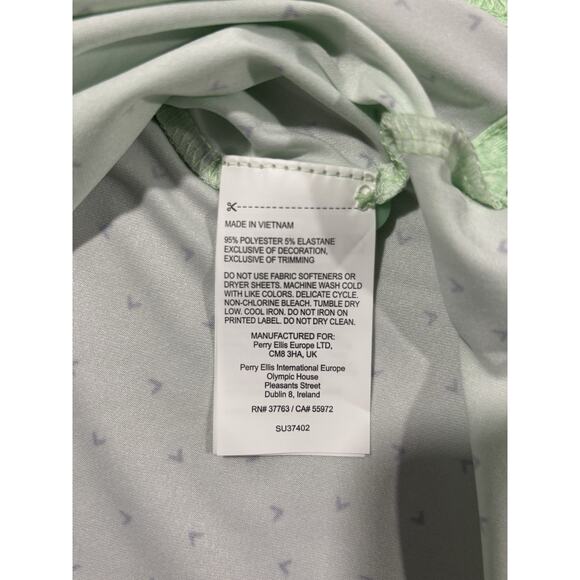 MADE IN VIETNAM
95% POLYESTER 5% ELASTANE
EXCLUSIVE OF DECORATION,
EXCLUSIVE OF TRIMMING
DO NOT USE FABRIC SOFTENERS OR
DRYER SHEETS. MACHINE WASH COLD
WITH LIKE COLORS. DELICATE CYCLE.
NON-CHLORINE BLEACH. TUMBLE DRY
LOW. COOL IRON. DO NOT IRON ON
PRINTED LABEL. DO NOT DRY CLEAN.
MANUFACTURED FOR:
Perry Ellis Europe LTD,
CM8 3HA, UK
Perry Ellis International Europe
Olympic House
Pleasants Street
Dublin 8, Ireland
RN# 37763 / CA# 55972
SU37402